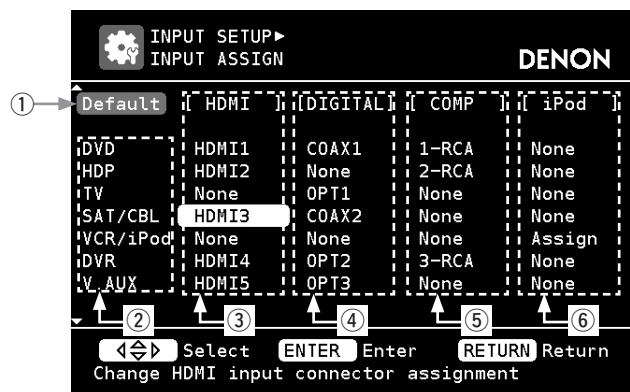 INPUT SETUP▶
INPUT ASSIGN
DENON
① Default [ HDMI ] [DIGITAL] [ COMP ] [ iPod ]
DVD HDMI1 COAX1 1-RCA None
HDP HDMI2 None 2-RCA None
TV None OPT1 None None
SAT/CBL HDMI3 COAX2 None None
VCR/iPod None None None Assign
DVR HDMI4 OPT2 3-RCA None
V.AUX HDMI5 OPT3 None None
② ③ ④ ⑤ ⑥
Select ENTER Enter RETURN Return
Change HDMI input connector assignment